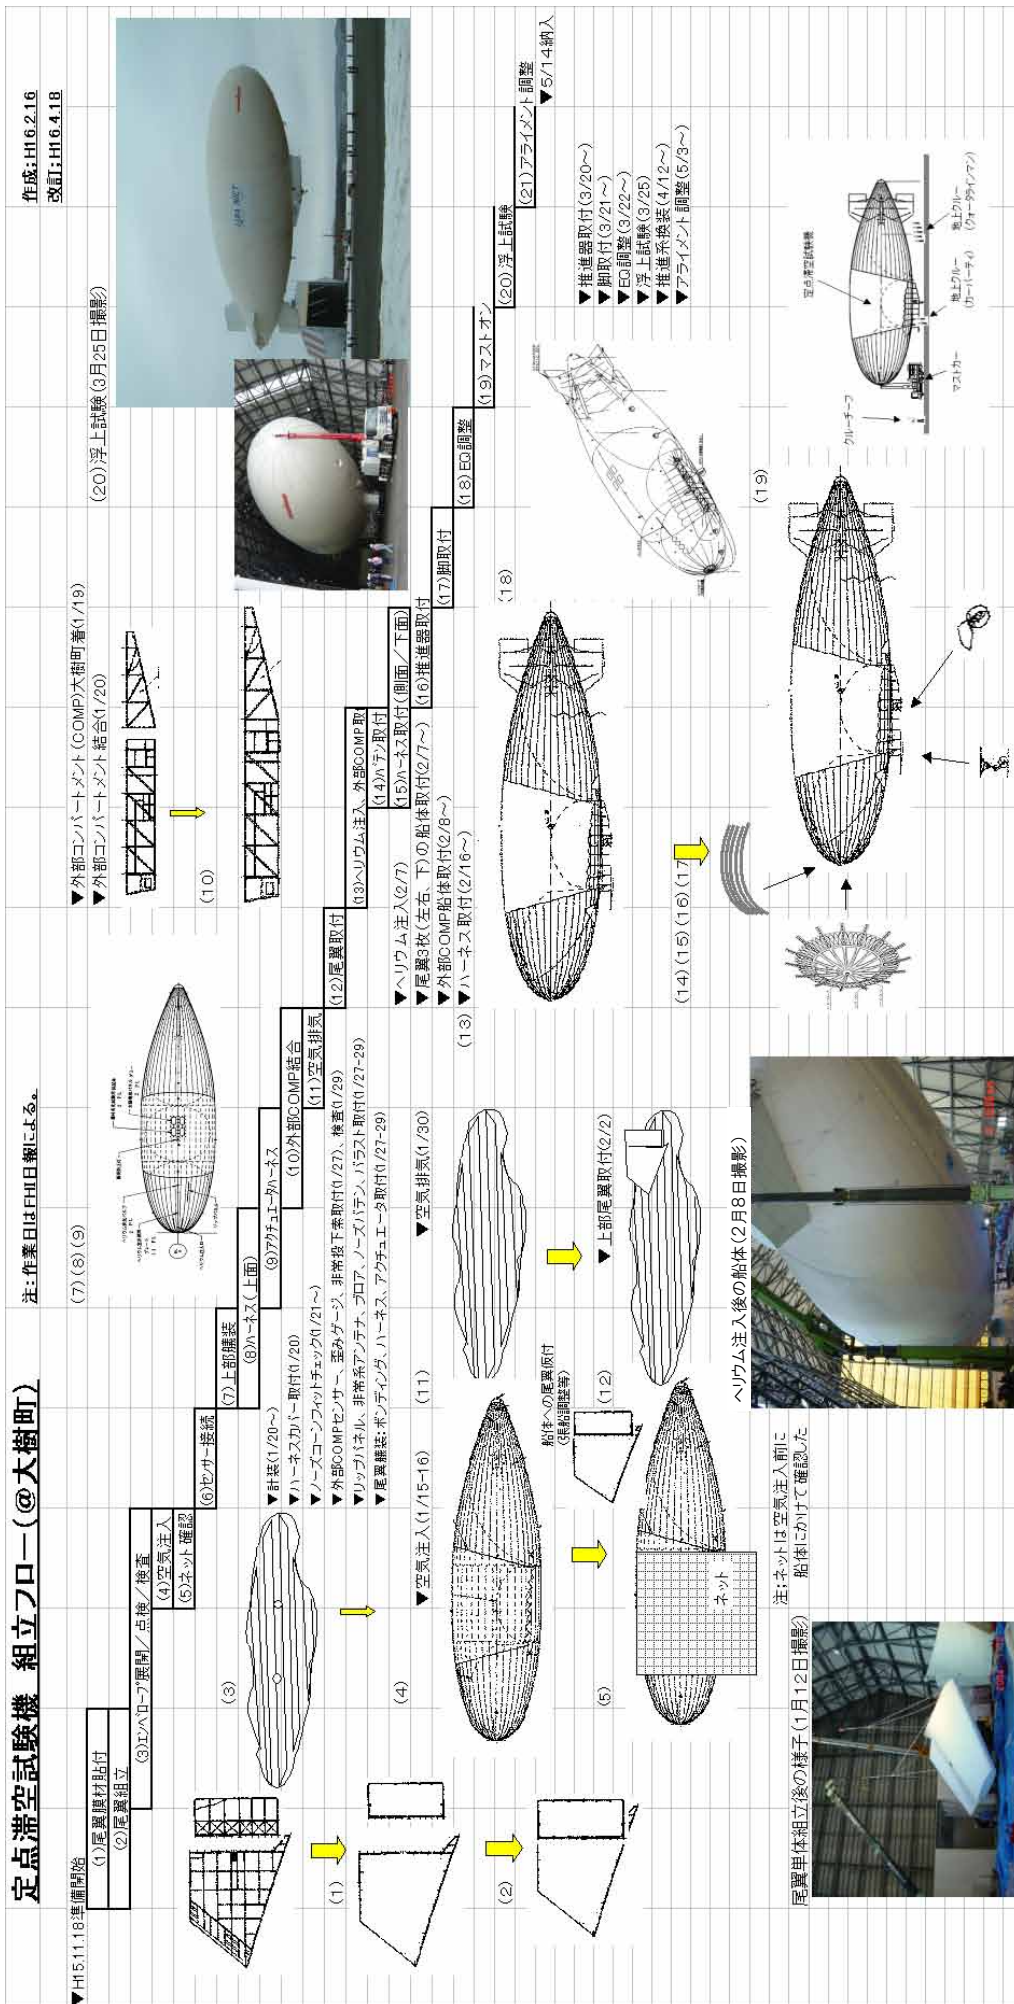 定点滞空試験機 組立フロー(@大樹町)
注:作業日はFHI日報による。
作成;H16.2.16
改訂;H16.4.18
▼H15.11.18準備開始
(1)尾翼膜材貼付
(2)尾翼組立
(3)エンベロープ展開/点検/検査
(4)空気注入
(5)ネット確認
(6)センサー接続
(7)上部艤装
(8)ハーネス(上面)
(9)アクチュエータハーネス
(10)外部COMP結合
(11)空気排気
(12)尾翼取付
(13)ヘリウム注入、外部COMP取
(14)バテン取付
(15)ハーネス取付(側面/下面)
(16)推進器取付
(17)脚取付
(18)EQ調整
(19)マストオン
(20)浮上試験
(21)アライメント調整
▼5/14納入
(1)
(2)
(3)
(4)
▼空気注入(1/15-16)
(5)
ネット
注;ネットは空気注入前に
船体にかけて確認した
尾翼単体組立後の様子(1月12日撮影)
(7)(8)(9)
▼計装(1/20~)
▼ハーネスカバー取付(1/20)
▼ノーズコーンフィットチェック(1/21~)
▼外部COMPセンサー、歪みゲージ、非常投下索取付(1/27)、検査(1/29)
▼リップパネル、非常系アンテナ、ブロア、ノーズバテン、バラスト取付(1/27-29)
▼尾翼艤装;ボンディング、ハーネス、アクチュエータ取付(1/27-29)
(11)
▼空気排気(1/30)
船体への尾翼仮付
(張船調整等)
(12)
▼上部尾翼取付(2/2)
ヘリウム注入後の船体(2月8日撮影)
▼外部コンパートメント(COMP)大樹町着(1/19)
▼外部コンパートメント結合(1/20)
(10)
▼ヘリウム注入(2/7)
▼尾翼3枚(左右、下)の船体取付(2/7~)
▼外部COMP船体取付(2/8~)
▼ハーネス取付(2/16~)
(13)
(14)(15)(16)(17
(18)
(19)
(20)浮上試験(3月25日撮影)
▼推進器取付(3/20~)
▼脚取付(3/21~)
▼EQ調整(3/22~)
▼浮上試験(3/25)
▼推進系換装(4/12~)
▼アライメント調整(5/3~)
定点滞空試験機
クルーチーフ
マストカー
地上クルー
(カーパーティ)
地上クルー
(クォータラインマン)